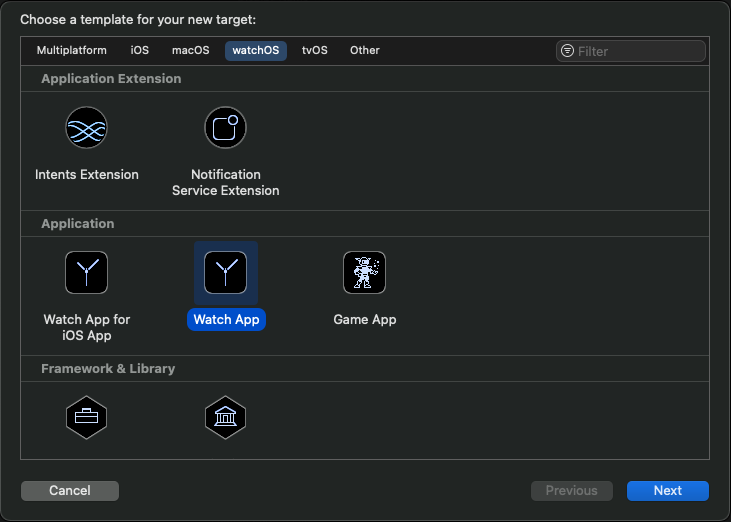 Choose a template for your new target:
Multiplatform iOS macOS watchOS tvOS Other Filter
Application Extension
Intents Extension
Notification
Service Extension
Application
Watch App for
iOS App
Watch App
Game App
Framework & Library
Cancel
Previous
Next